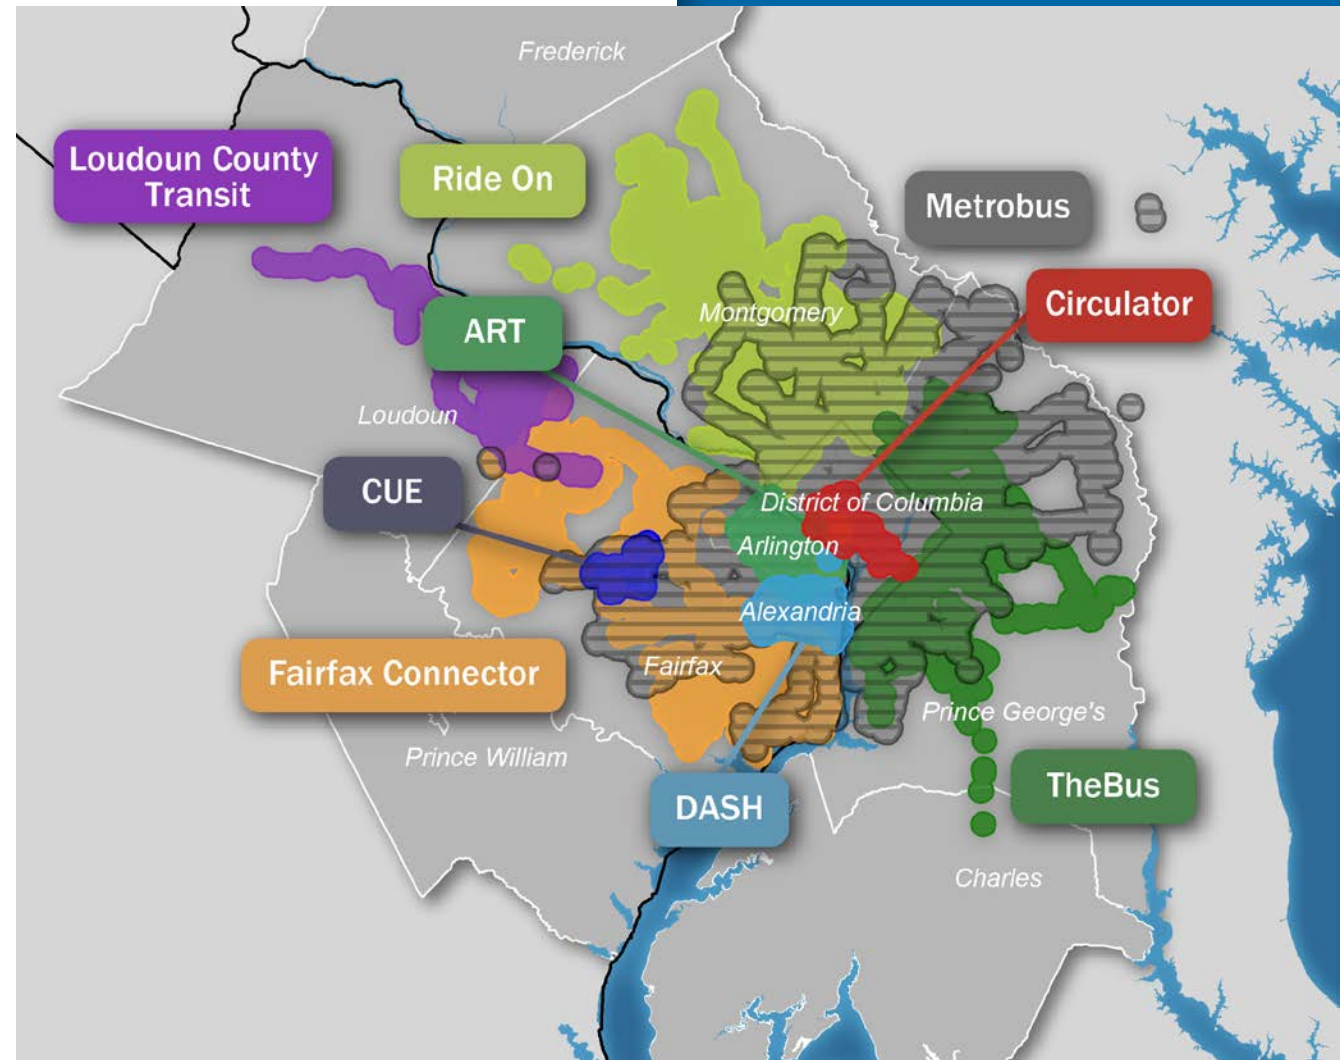 Frederick
Loudoun County
Transit
Ride On
Metrobus
Circulator
Montgomery
ART
Loudoun
CUE
District of Columbia
Arlington
Alexandria
Fairfax Connector
Fairfax
Prince George's
Prince William
TheBus
DASH
Charles